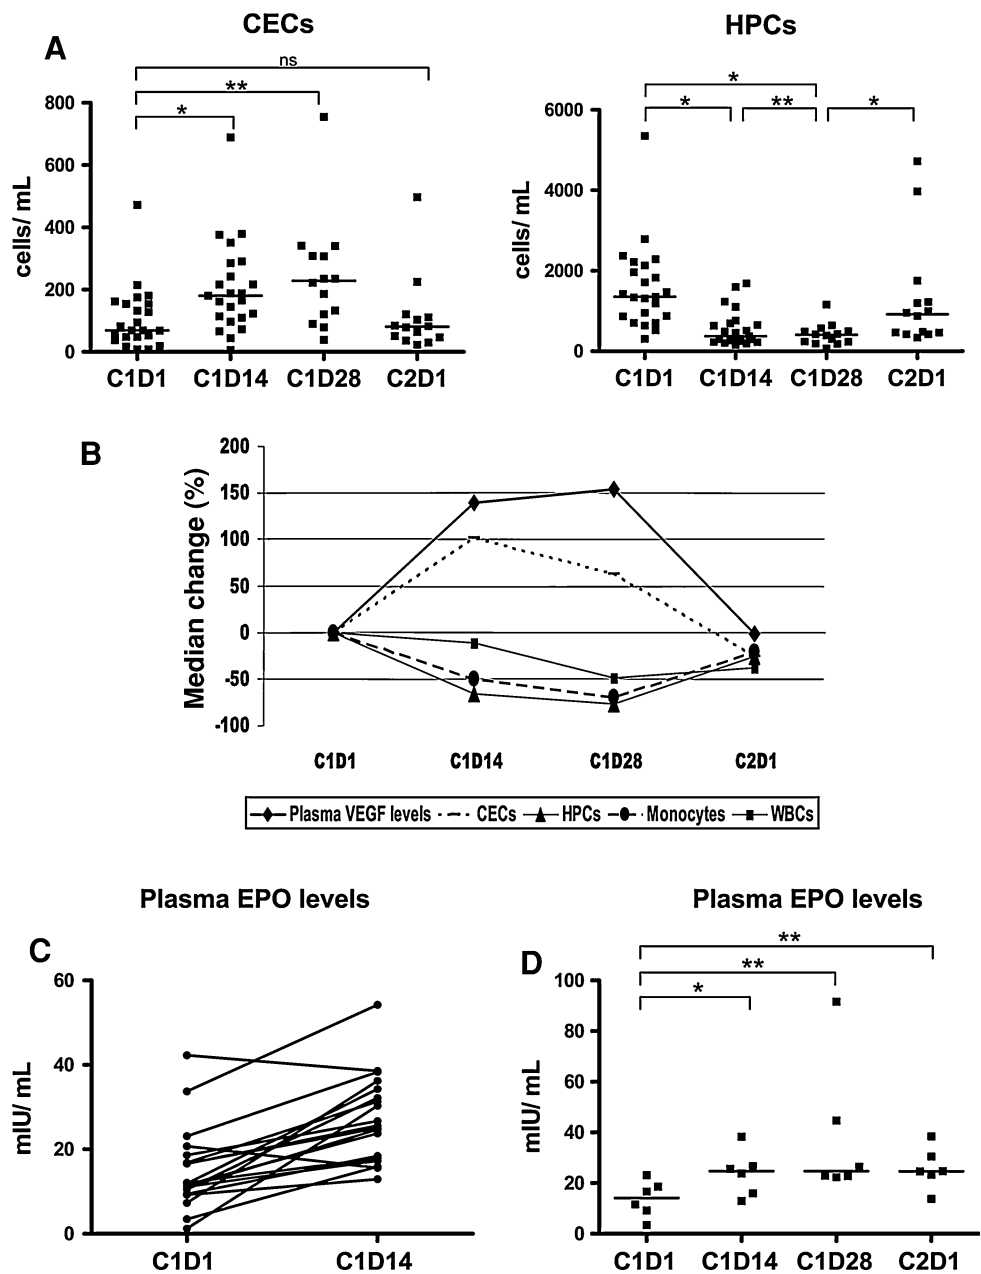 A
CECs
HPCs
ns
**
*
*
*
**
*
cells/ mL
800
600
400
200
0
C1D1 C1D14 C1D28 C2D1
cells/ mL
6000
4000
2000
0
C1D1 C1D14 C1D28 C2D1
B
Median change (%)
200
150
100
50
0
-50
-100
C1D1 C1D14 C1D28 C2D1
Plasma VEGF levels CECs HPCs Monocytes WBCs
Plasma EPO levels
C
mIU/ mL
60
40
20
0
C1D1 C1D14
Plasma EPO levels
D
**
**
*
mIU/ mL
100
80
60
40
20
0
C1D1 C1D14 C1D28 C2D1